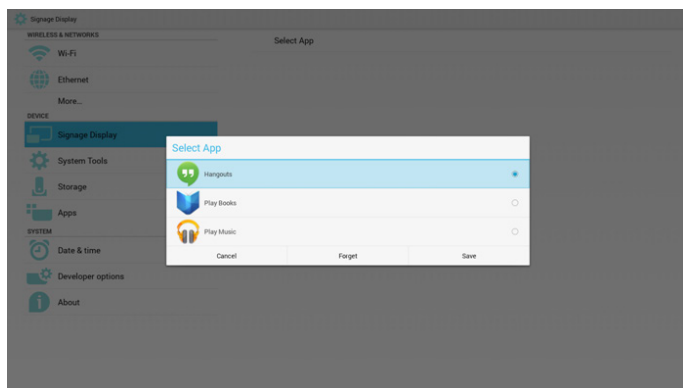 Signage Display
WIRELESS & NETWORKS
Wi-Fi
Ethernet
More...
DEVICE
Signage Display
System Tools
Storage
Apps
SYSTEM
Date & time
Developer options
About
Select App
Select App
Hangouts
Play Books
Play Music
Cancel Forget Save